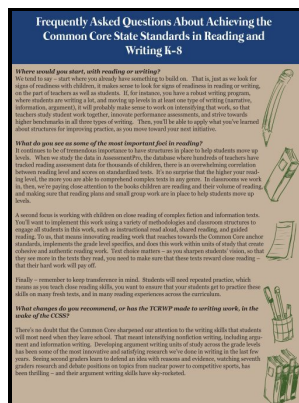 Frequently Asked Questions About Achieving the
Common Core State Standards in Reading and
Writing K-8
Where would you start, with reading or writing?
We tend to say – start where you already have something to build on. That is, just as we look for
signs of readiness with children, it makes sense to look for signs of readiness in reading or writing,
on the part of teachers as well as students. If, for instance, you have a robust writing program,
where students are writing a lot, and moving up levels in at least one type of writing (narrative,
information, argument), it will probably make sense to work on intensifying that work, so that
teachers study student work together, innovate performance assessments, and strive towards
higher benchmarks in all three types of writing. Then, you'll be able to apply what you've learned
about structures for improving practice, as you move toward your next initiative.
What do you see as some of the most important foci in reading?
It continues to be of tremendous importance to have structures in place to help students move up
levels. When we study the data in AssessmentPro, the database where hundreds of teachers have
tracked reading assessment data for thousands of children, there is an overwhelming correlation
between reading level and scores on standardized tests. It's no surprise that the higher your read-
ing level, the more you are able to comprehend complex texts in any genre. In classrooms we work
in, then, we're paying close attention to the books children are reading and their volume of reading,
and making sure that reading plans and small group work are in place to help students move up
levels.
A second focus is working with children on close reading of complex fiction and information texts.
You'll want to implement this work using a variety of methodologies and classroom structures to
engage all students in this work, such as instructional read aloud, shared reading, and guided
reading. To us, that means innovating reading work that reaches towards the Common Core anchor
standards, implements the grade level specifics, and does this work within units of study that create
cohesive and authentic reading work. Text choice matters – as you sharpen students' vision, so that
they see more in the texts they read, you need to make sure that these texts reward close reading –
that their hard work will pay off.
Finally – remember to keep transference in mind. Students will need repeated practice, which
means as you teach close reading skills, you want to ensure that your students get to practice these
skills on many fresh texts, and in many reading experiences across the curriculum.
What changes do you recommend, or has the TCRWP made to writing work, in the
wake of the CCSS?
There's no doubt that the Common Core sharpened our attention to the writing skills that students
will most need when they leave school. That meant intensifying nonfiction writing, including argu-
ment and information writing. Developing argument writing units of study across the grade levels
has been some of the most innovative and satisfying research we've done in writing in the last few
years. Seeing second graders learn to defend an idea with reasons and evidence, watching seventh
graders research and debate positions on topics from nuclear power to competitive sports, has
been thrilling – and their argument writing skills have sky-rocketed.